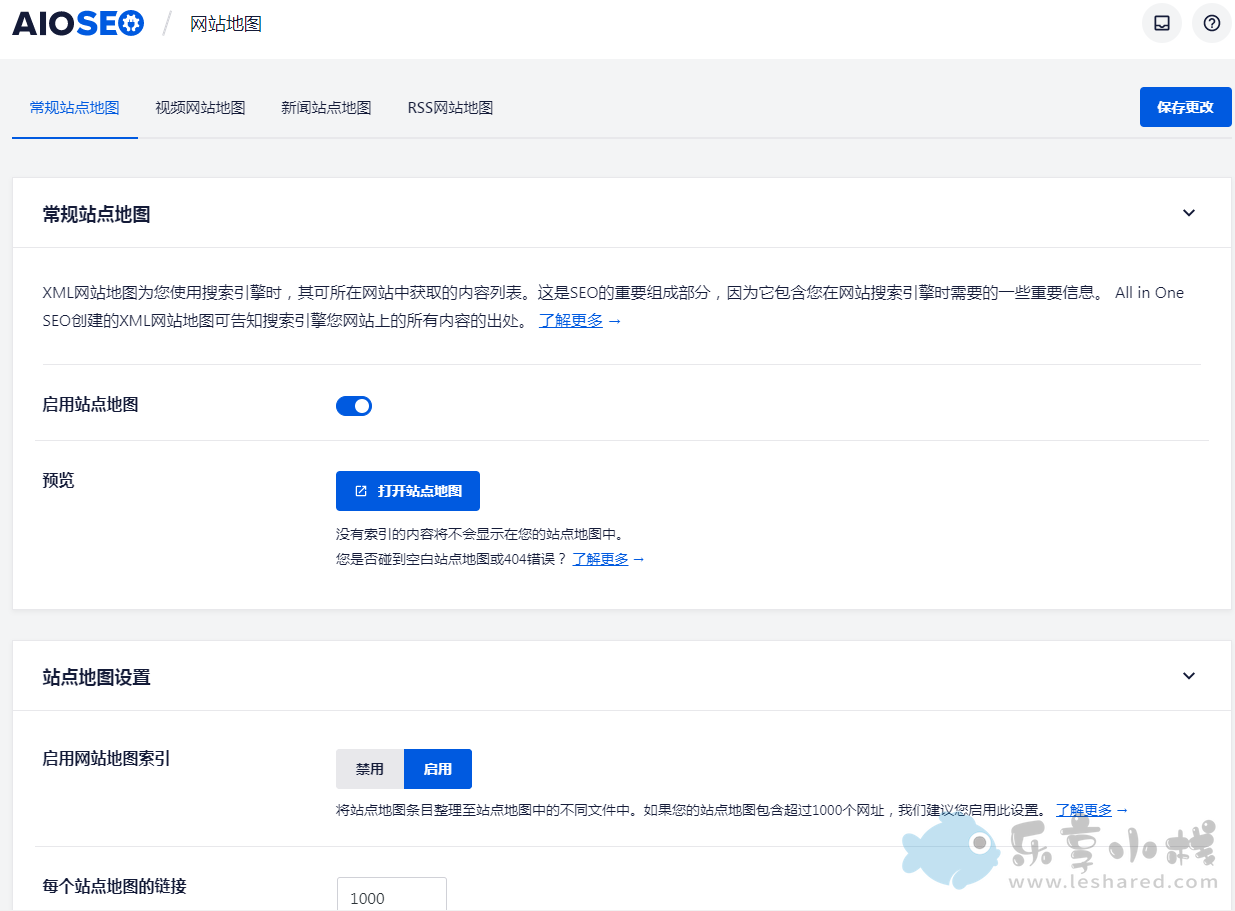 AIOSEO / 网站地图
常规站点地图 视频网站地图 新闻站点地图 RSS网站地图 保存更改
常规站点地图
XML网站地图为您使用搜索引擎时，其可所在网站中获取的内容列表。这是SEO的重要组成部分，因为它包含您在网站搜索引擎时需要的一些重要信息。 All in One
SEO创建的XML网站地图可告知搜索引擎您网站上的所有内容的出处。 了解更多 →
启用站点地图
预览
打开站点地图
没有索引的内容将不会显示在您的站点地图中。
您是否碰到空白站点地图或404错误？ 了解更多 →
站点地图设置
启用网站地图索引
禁用 启用
将站点地图条目整理至站点地图中的不同文件中。如果您的站点地图包含超过1000个网址，我们建议您启用此设置。 了解更多 →
每个站点地图的链接
1000
乐享小栈
www.leshared.com